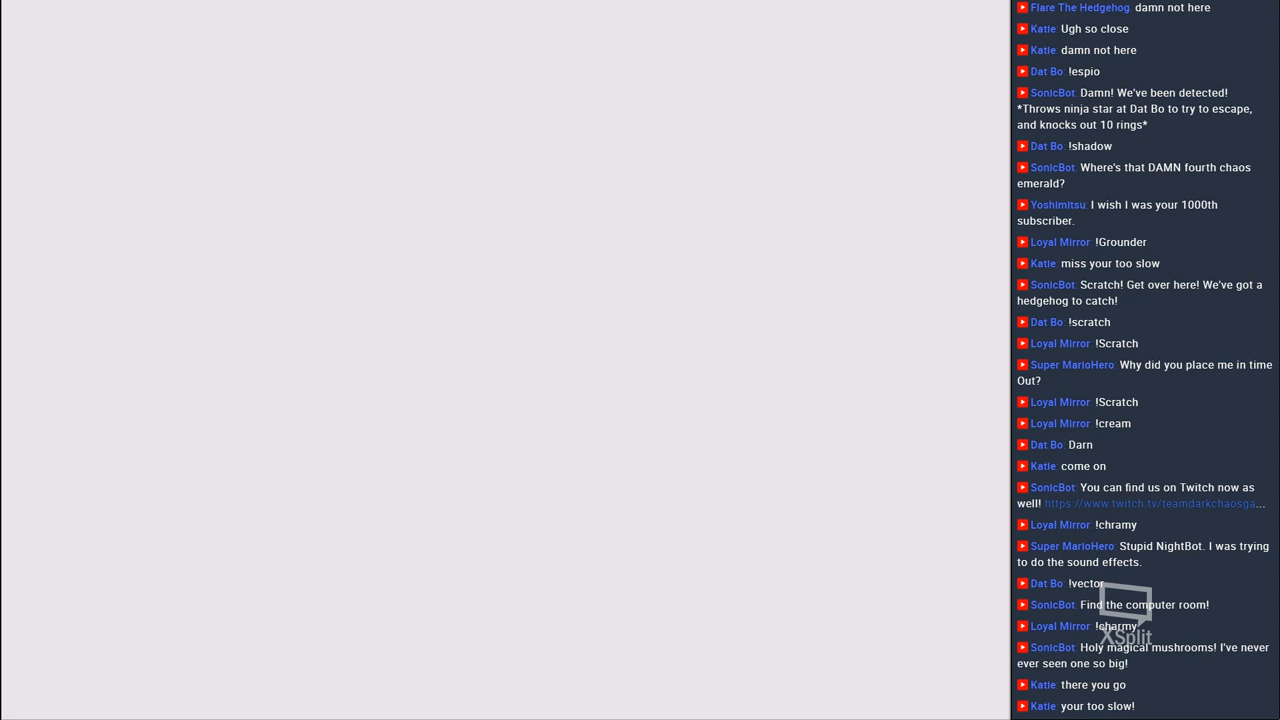 Flare The Hedgehog: damn not here
Katie: Ugh so close
Katie: damn not here
Dat Bo: !espio
SonicBot: Damn! We've been detected!
*Throws ninja star at Dat Bo to try to escape,
and knocks out 10 rings*
Dat Bo: !shadow
SonicBot: Where's that DAMN fourth chaos
emerald?
Yoshimitsu: I wish I was your 1000th
subscriber.
Loyal Mirror: !Grounder
Katie: miss your too slow
SonicBot: Scratch! Get over here! We've got a
hedgehog to catch!
Dat Bo: !scratch
Loyal Mirror: !Scratch
Super MarioHero: Why did you place me in time
Out?
Loyal Mirror: !Scratch
Loyal Mirror: !cream
Dat Bo: Darn
Katie: come on
SonicBot: You can find us on Twitch now as
well! https://www.twitch.tv/teamdarkchaosga...
Loyal Mirror: !chramy
Super MarioHero: Stupid NightBot. I was trying
to do the sound effects.
Dat Bo: !vector
SonicBot: Find the computer room!
Loyal Mirror: !charmy
XSplit
SonicBot: Holy magical mushrooms! I've never
ever seen one so big!
Katie: there you go
Katie: your too slow!